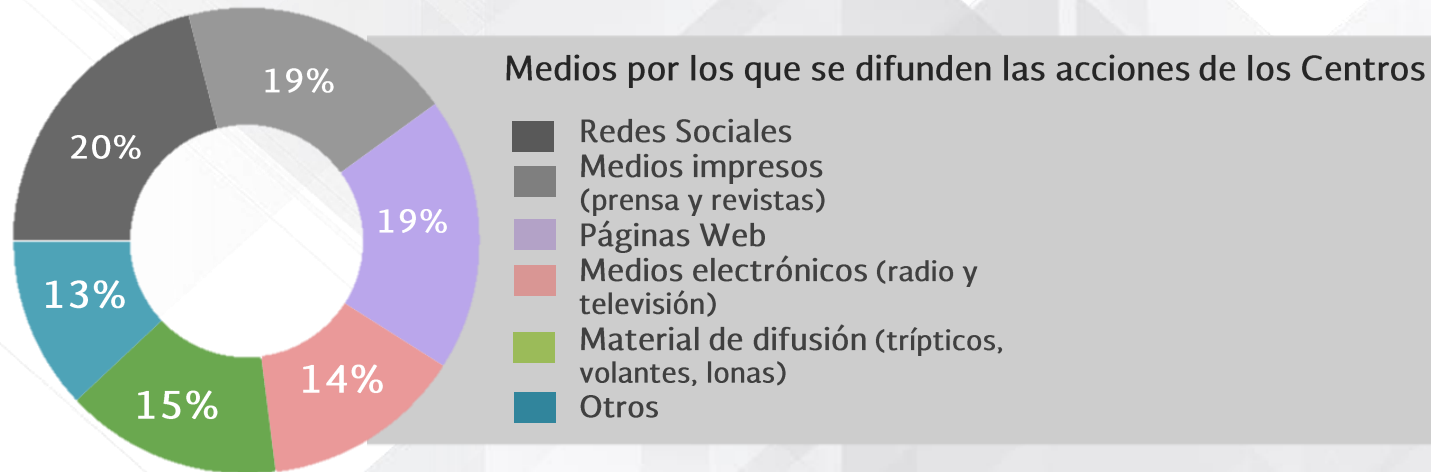 Medios por los que se difunden las acciones de los Centros
19%
20%
19%
13%
14%
15%
Redes Sociales
Medios impresos
(prensa y revistas)
Páginas Web
Medios electrónicos (radio y
televisión)
Material de difusión (trípticos,
volantes, lonas)
Otros